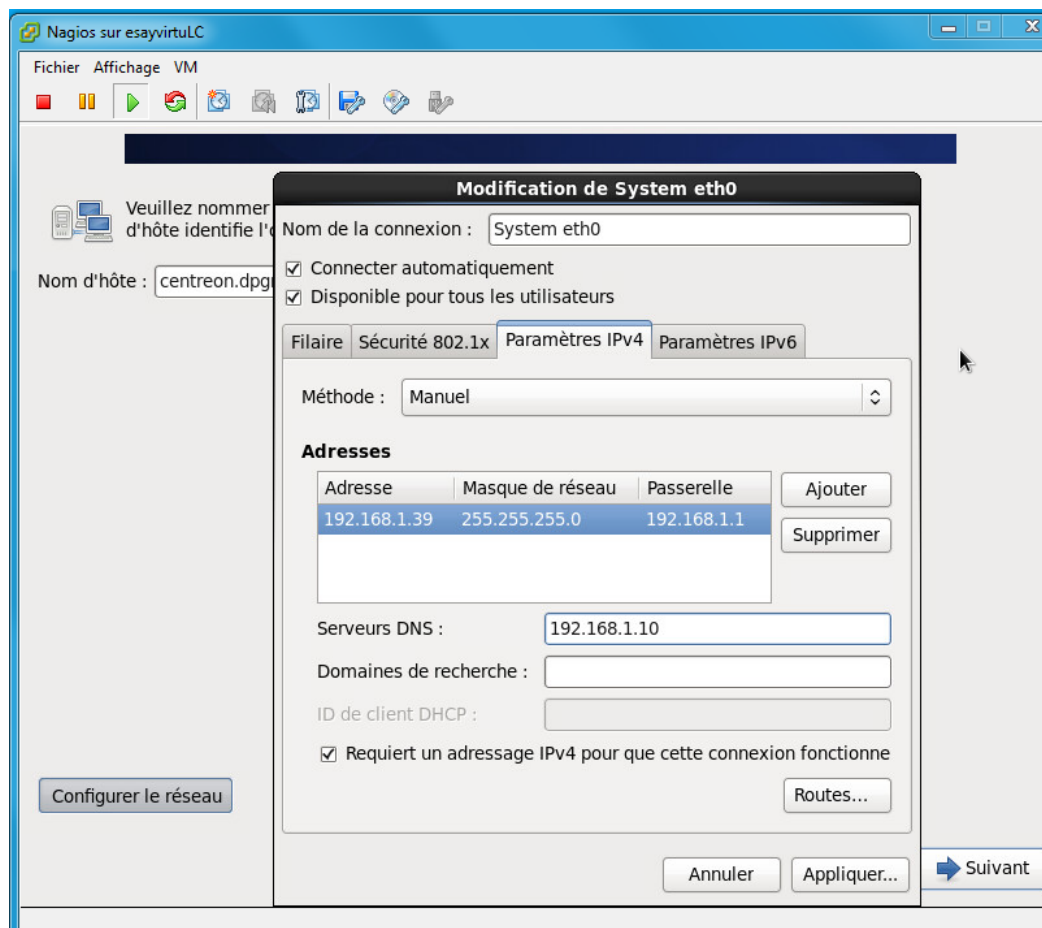 Nagios sur esayvirtuLC
Fichier Affichage VM
Modification de System eth0
Veuillez nommer
d'hôte identifie l'
Nom d'hôte : centreon.dpg
Nom de la connexion : System eth0
Connecter automatiquement
Disponible pour tous les utilisateurs
Filaire Sécurité 802.1x Paramètres IPv4 Paramètres IPv6
Méthode : Manuel
Adresses
Adresse Masque de réseau Passerelle
192.168.1.39 255.255.255.0 192.168.1.1
Ajouter
Supprimer
Serveurs DNS : 192.168.1.10
Domaines de recherche :
ID de client DHCP :
Requiert un adressage IPv4 pour que cette connexion fonctionne
Routes...
Configurer le réseau
Annuler Appliquer...
Suivant